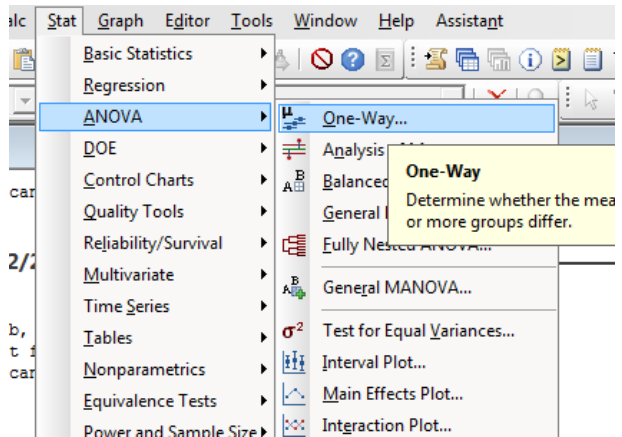 alc Stat Graph Editor Tools Window Help Assistant
Basic Statistics
Regression
ANOVA
DOE
Control Charts
Quality Tools
Reliability/Survival
Multivariate
Time Series
Tables
Nonparametrics
Equivalence Tests
Power and Sample Size
µ One-Way...
Analysis
B
A Balanced
General
Fully Nested ANOVA...
B
A General MANOVA...
σ² Test for Equal Variances...
Interval Plot...
Main Effects Plot...
Interaction Plot...
One-Way
Determine whether the mea
or more groups differ.
car
2/2
b,
t
car